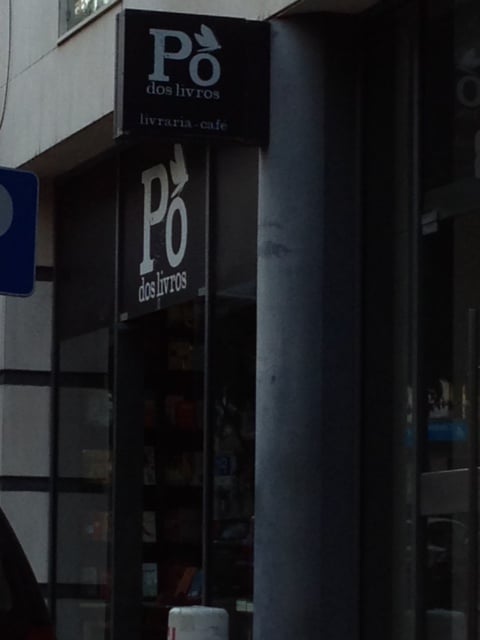 Pó
dos livros
livraria-café
Pó
dos livros